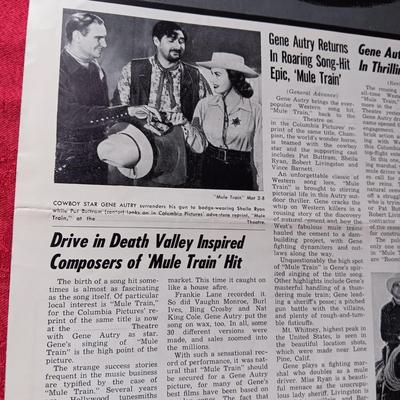 'Mule Train' Mat 2-B
COWBOY STAR GENE AUTRY surrenders his gun to badge-wearing Sheila Ryan
while Pat Buttram (center) looks on in Columbia Pictures' adventure reprint, "Mule
Train," at the Theatre.
Drive in Death Valley Inspired
Composers of 'Mule Train' Hit
The birth of a song hit some-
times is almost as fascinating
as the song itself. Of particular
local interest is "Mule Train,"
for the Columbia Pictures' re-
print of the same title is now
at the Theatre
with Gene Autry as star.
Gene's singing of "Mule
Train" is the high point of the
picture.
The strange success stories
frequent in the music business
are typified by the case of
"Mule Train." Several years
Hollywood tunesmiths
market. This time it caught on
like a house afire.
Frankie Lane recorded it.
So did Vaughn Monroe, Burl
Ives, Bing Crosby and Nat
King Cole. Gene Autry put the
song on wax, too. In all, some
30 different versions were
made, and sales zoomed into
the millions.
With such a sensational rec-
ord of performance, it was nat-
ural that "Mule Train" should
be secured for a Gene Autry
picture, for many of Gene's
best films have been based on
songs. The fact that
Gene Autry Returns
In Roaring Song-Hit
Epic, 'Mule Train'
(General Advance)
Gene Autry brings the ever-
popular Western song hit,
"Mule Train," back to the
Theatre on
in the Columbia Pictures' re-
print of the same title. Cham-
pion, the world's wonder horse,
is teamed with the cowboy
star and the supporting cast
includes Pat Buttram, Sheila
Ryan, Robert Livingston and
Vince Barnett.
An unforgettable classic of
Western song lore, "Mule
Train" is brought to stirring
pictorial life in this Autry out-
door thriller. Gene cracks the
whip on Western killers in a
rousing story of the discovery
of natural cement and how the
West's fabulous mule trains
hauled the cement to a dam-
building project, with Gene
fighting dynamiters and out-
laws along the way.
Unquestionably the high spot
of "Mule Train" is Gene's spir-
ited singing of the title song.
Other highlights include Gene's
masterful handling of a thun-
dering mule train; Gene lead-
ing a sheriff's posse; a pitched
gun battle with the villains,
and plenty of rough-and-tumble
fisticuffs.
Mt. Whitney, highest peak in
the United States, is seen in
the beautiful location shots,
which were made near Lone
Pine, Calif.
Gene plays a fighting mar-
shal who doubles as a mule
driver. Miss Ryan is a beauti-
ful menace as the unscrupu-
lous lady sheriff. Livingston is
Gene Aut
In Thrillin